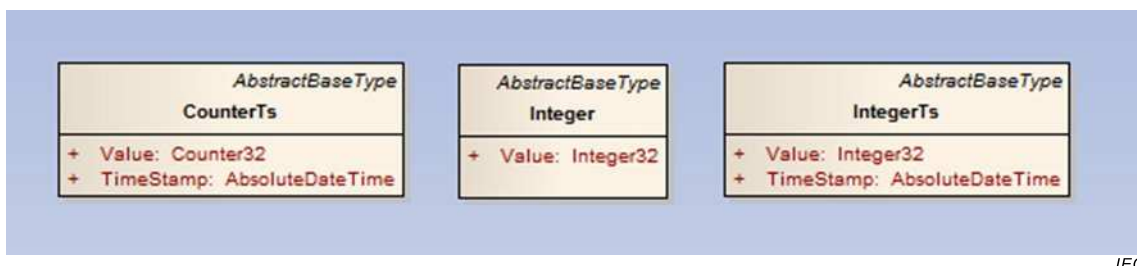 AbstractBaseType
CounterTs
+ Value: Counter32
+ TimeStamp: AbsoluteDateTime
AbstractBaseType
Integer
+ Value: Integer32
AbstractBaseType
IntegerTs
+ Value: Integer32
+ TimeStamp: AbsoluteDateTime